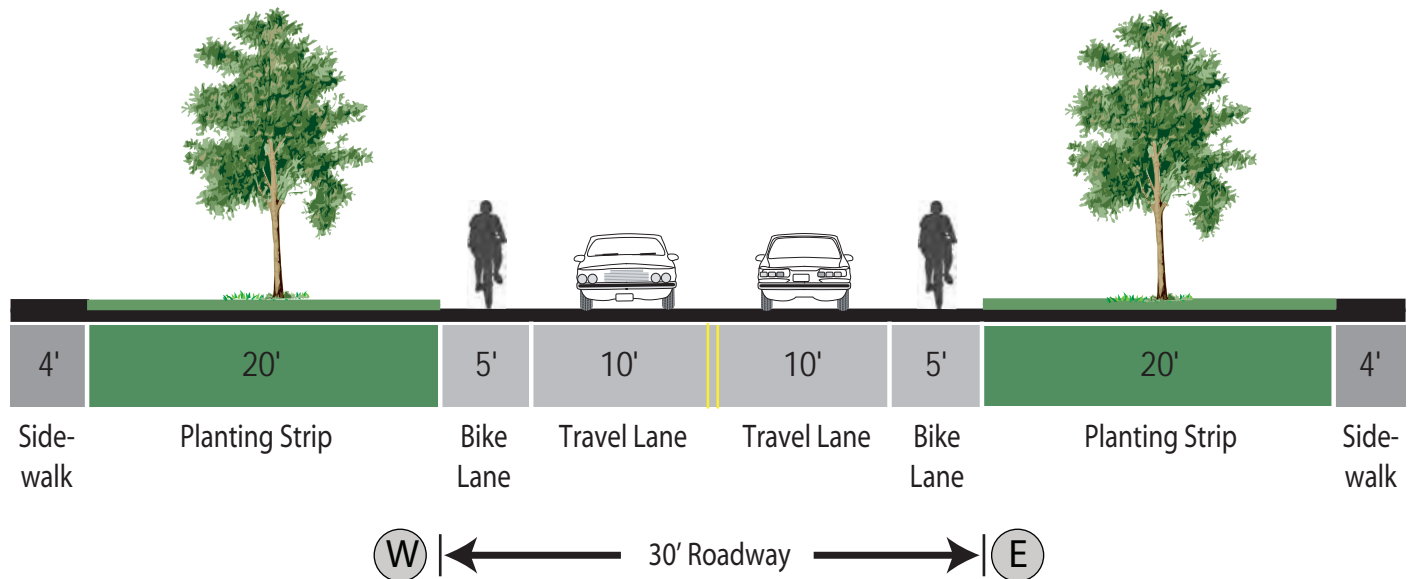 4' 20' 5' 10' 10' 5' 20' 4'
Side- Planting Strip Bike Travel Lane Travel Lane Bike Planting Strip Side-
walk Lane Lane walk
W 30’ Roadway E